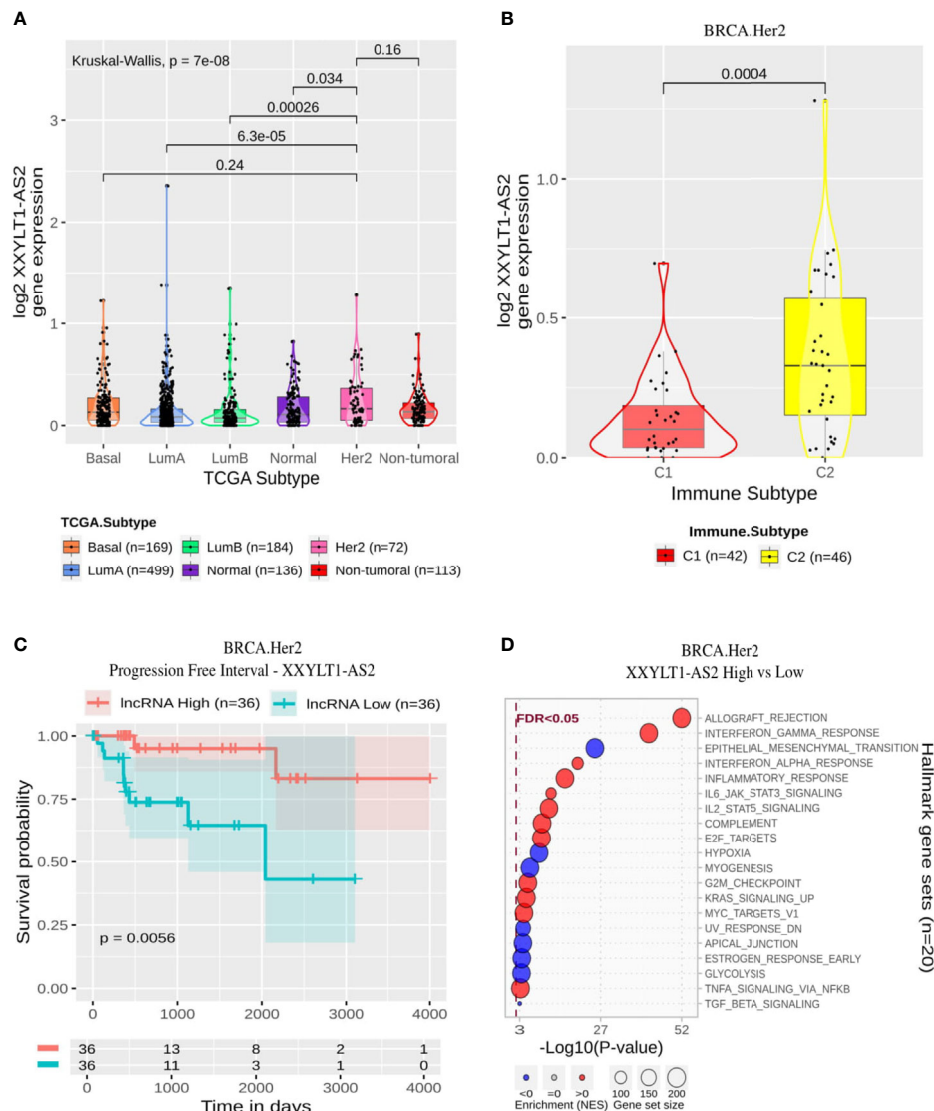 A
Kruskal-Wallis, p = 7e-08
0.16
0.034
0.00026
6.3e-05
0.24
log2 XXYLT1-AS2
gene expression
3
2
1
0
Basal LumA LumB Normal Her2 Non-tumoral
TCGA Subtype
TCGA.Subtype
Basal (n=169) LumB (n=184) Her2 (n=72)
LumA (n=499) Normal (n=136) Non-tumoral (n=113)
B
BRCA.Her2
0.0004
log2 XXYLT1-AS2
gene expression
1.0
0.5
0.0
C1 C2
Immune Subtype
Immune.Subtype
C1 (n=42) C2 (n=46)
C
BRCA.Her2
Progression Free Interval - XXYLT1-AS2
lncRNA High (n=36) lncRNA Low (n=36)
Survival probability
1.00
0.75
0.50
0.25
0.00
p = 0.0056
0 1000 2000 3000 4000
36 13 8 2 1
36 11 3 1 0
0 1000 2000 3000 4000
Time in days
D
BRCA.Her2
XXYLT1-AS2 High vs Low
FDR<0.05
ALLOGRAFT_REJECTION
INTERFERON_GAMMA_RESPONSE
EPITHELIAL_MESENCHYMAL_TRANSITION
INTERFERON_ALPHA_RESPONSE
INFLAMMATORY_RESPONSE
IL6_JAK_STAT3_SIGNALING
IL2_STAT5_SIGNALING
COMPLEMENT
E2F_TARGETS
HYPOXIA
MYOGENESIS
G2M_CHECKPOINT
KRAS_SIGNALING_UP
MYC_TARGETS_V1
UV_RESPONSE_DN
APICAL_JUNCTION
ESTROGEN_RESPONSE_EARLY
GLYCOLYSIS
TNFA_SIGNALING_VIA_NFKB
TGF_BETA_SIGNALING
Hallmark gene sets (n=20)
3 27 52
-Log10(P-value)
<0 =0 >0 100 150 200
Enrichment (NES) Gene set size